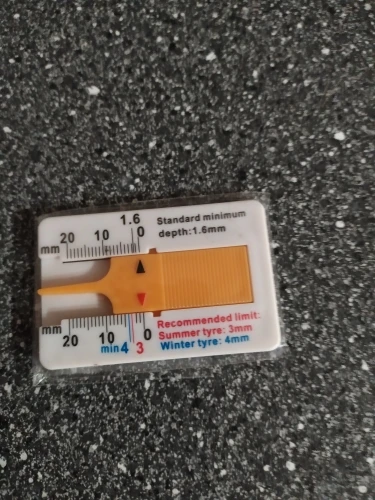 1.6
mm 20 10 0
Standard minimum
depth:1.6mm
mm 20 10 0
min 4 3
Recommended limit:
Summer tyre: 3mm
Winter tyre: 4mm